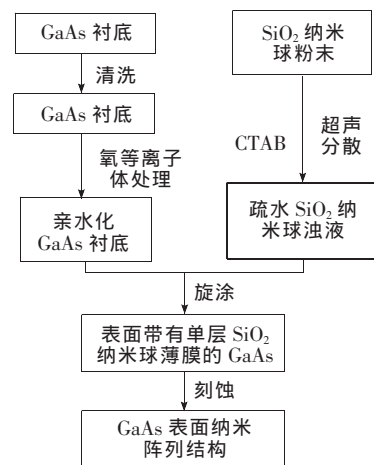 GaAs 衬底
清洗
GaAs 衬底
氧等离子
体处理
亲水化
GaAs 衬底
SiO₂ 纳米
球粉末
CTAB
超声
分散
疏水 SiO₂ 纳
米球浊液
旋涂
表面带有单层 SiO₂
纳米球薄膜的 GaAs
刻蚀
GaAs 表面纳米
阵列结构